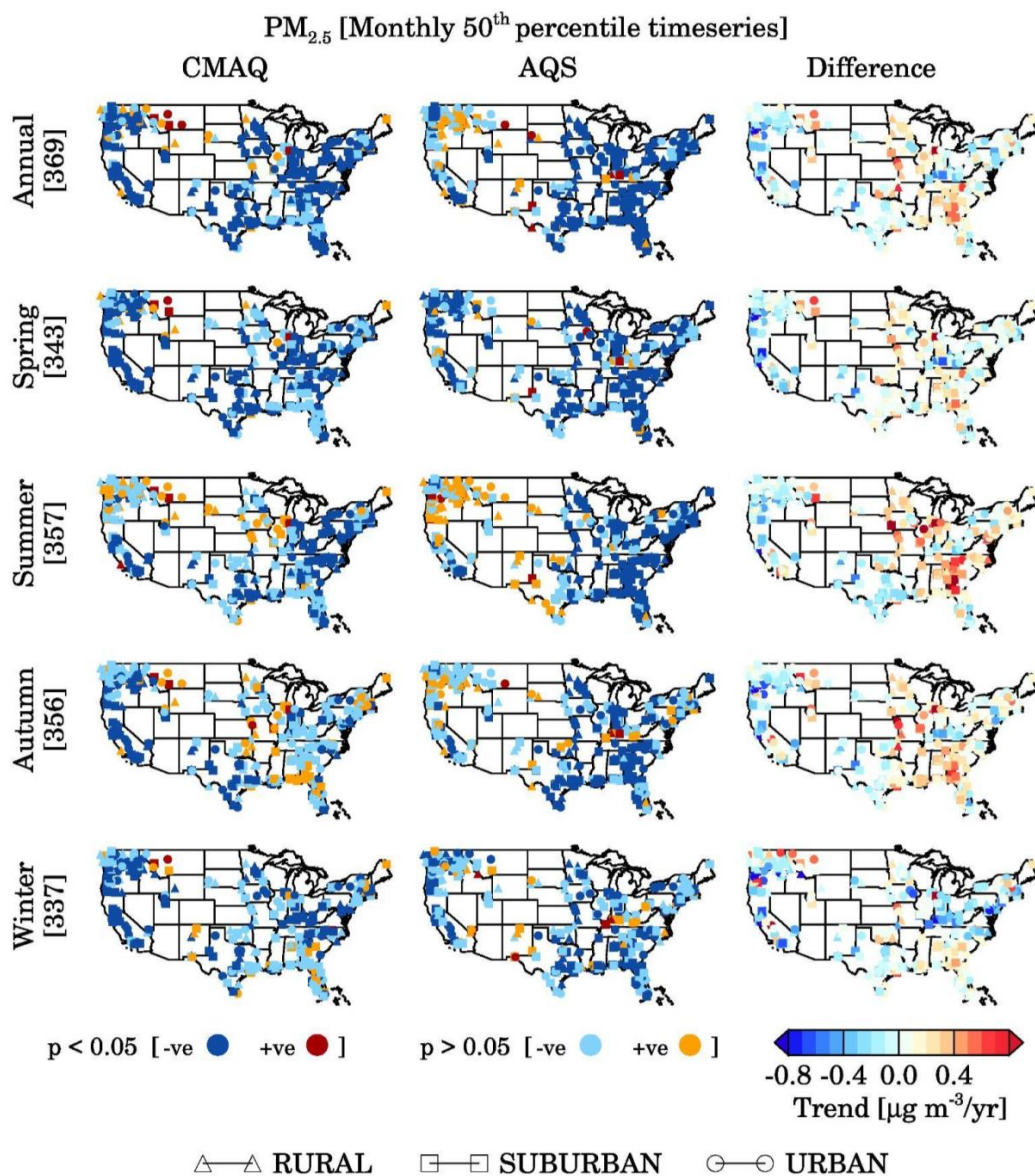 PM2.5 [Monthly 50th percentile timeseries]
CMAQ AQS Difference
Annual [369]
Spring [343]
Summer [357]
Autumn [356]
Winter [337]
p < 0.05 [ -ve +ve ] p > 0.05 [ -ve +ve ]
-0.8 -0.4 0.0 0.4
Trend [µg m-3/yr]
RURAL SUBURBAN URBAN